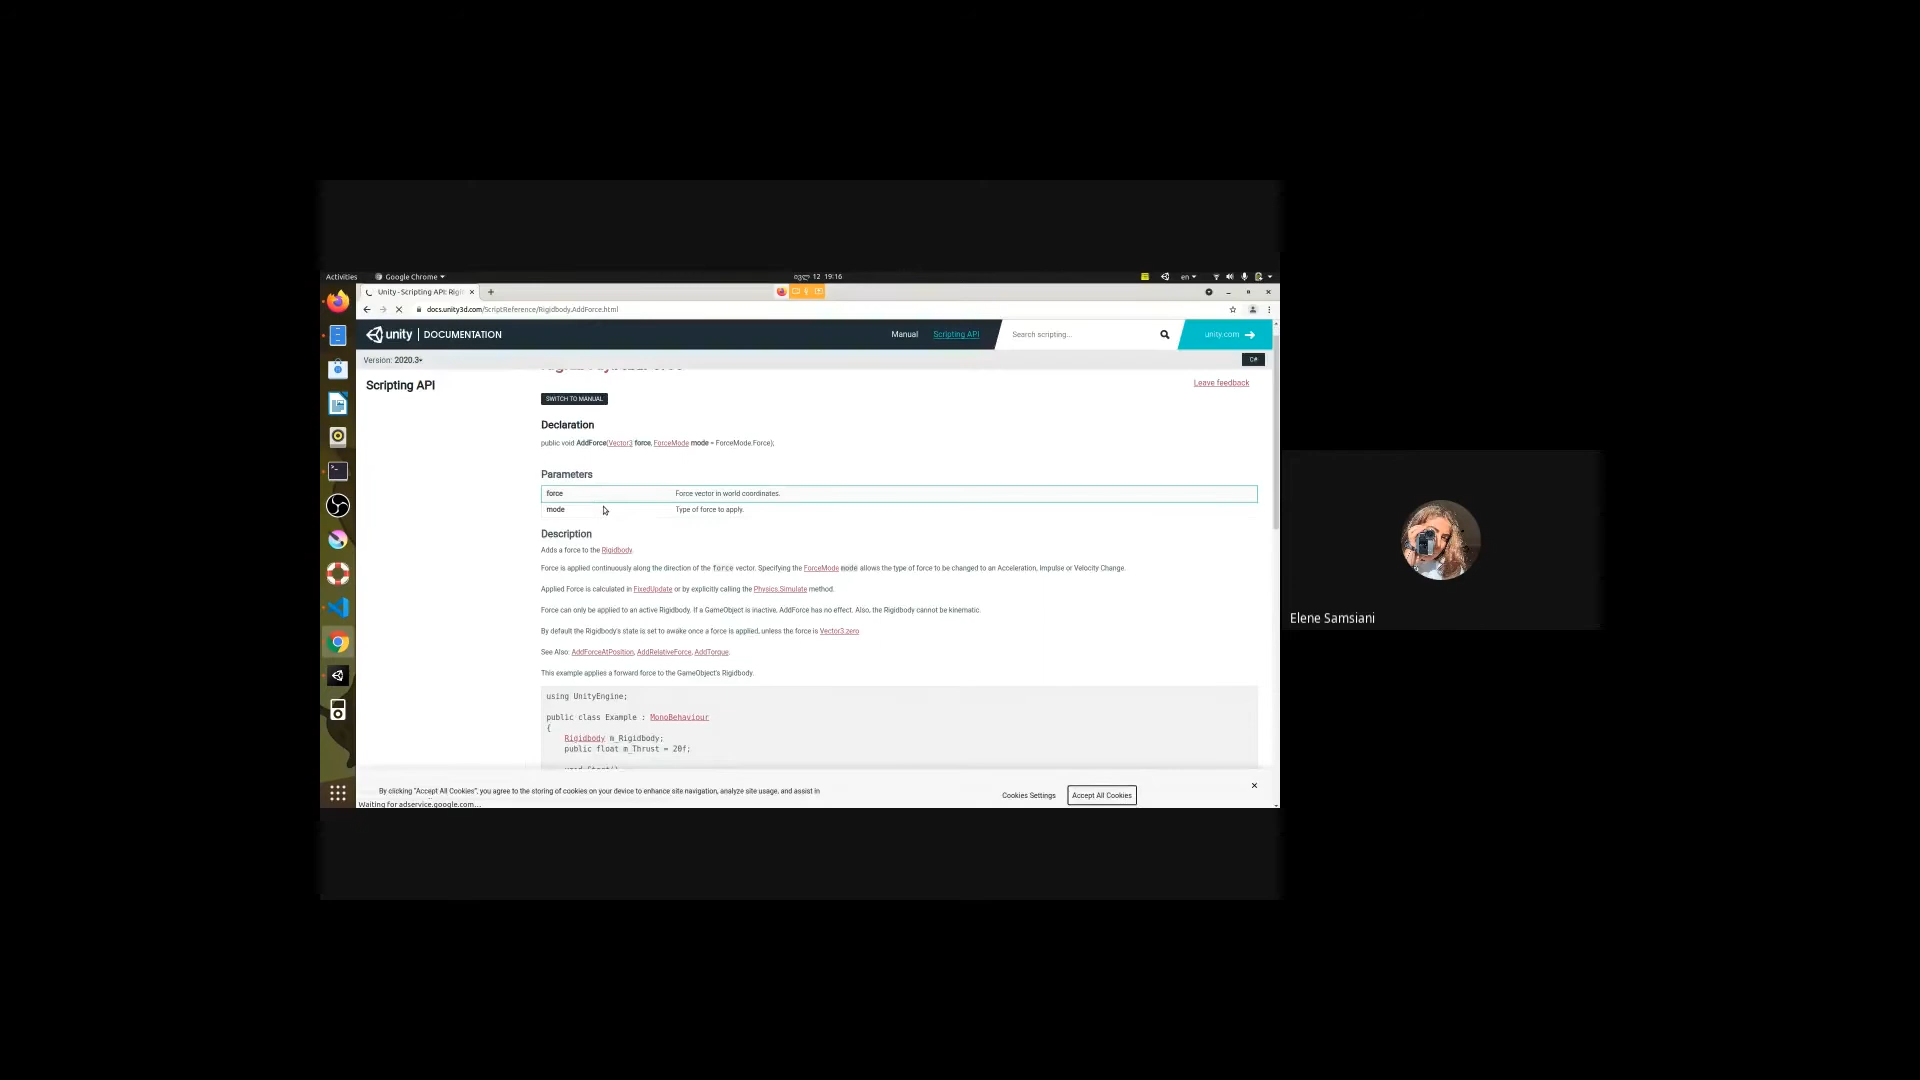 Activities
Google Chrome
ივლ 12 19:16
en
Unity - Scripting API: Rigi
docs.unity3d.com/ScriptReference/Rigidbody.AddForce.html
unity DOCUMENTATION
Manual
Scripting API
Search scripting...
unity.com
Version: 2020.3
C#
Scripting API
Leave feedback
SWITCH TO MANUAL
Declaration
public void AddForce(Vector3 force, ForceMode mode = ForceMode.Force);
Parameters
force Force vector in world coordinates.
mode Type of force to apply.
Description
Adds a force to the Rigidbody.
Force is applied continuously along the direction of the force vector. Specifying the ForceMode mode allows the type of force to be changed to an Acceleration, Impulse or Velocity Change.
Applied Force is calculated in FixedUpdate or by explicitly calling the Physics.Simulate method.
Force can only be applied to an active Rigidbody. If a GameObject is inactive, AddForce has no effect. Also, the Rigidbody cannot be kinematic.
By default the Rigidbody's state is set to awake once a force is applied, unless the force is Vector3.zero
See Also: AddForceAtPosition, AddRelativeForce, AddTorque.
This example applies a forward force to the GameObject's Rigidbody.
using UnityEngine;
public class Example : MonoBehaviour
{
Rigidbody m_Rigidbody;
public float m_Thrust = 20f;
By clicking "Accept All Cookies", you agree to the storing of cookies on your device to enhance site navigation, analyze site usage, and assist in
Cookies Settings
Accept All Cookies
Waiting for adservice.google.com...
Elene Samsiani